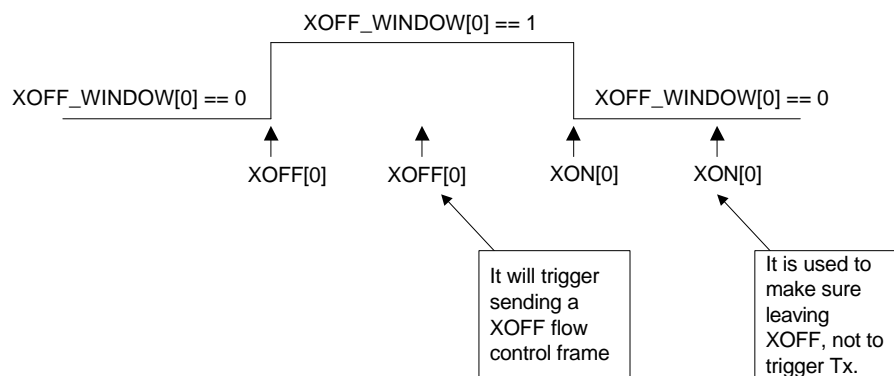 XOFF_WINDOW[0] == 1
XOFF_WINDOW[0] == 0
XOFF_WINDOW[0] == 0
XOFF[0]
XOFF[0]
XON[0]
XON[0]
It will trigger
sending a
XOFF flow
control frame
It is used to
make sure
leaving
XOFF, not to
trigger Tx.